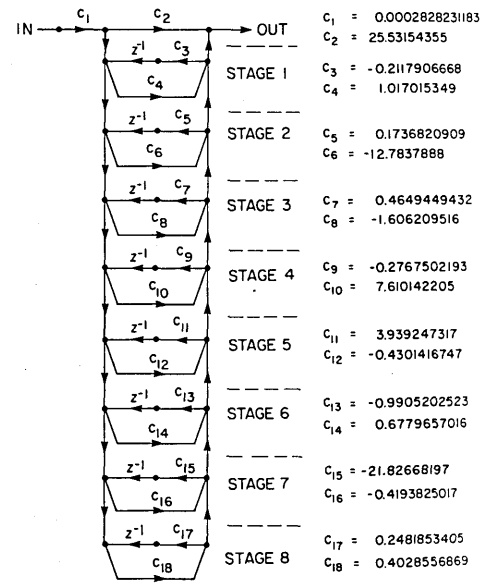 IN C₁ C₂ OUT
z⁻¹ C₃
C₄
STAGE 1
z⁻¹ C₅
C₆
STAGE 2
z⁻¹ C₇
C₈
STAGE 3
z⁻¹ C₉
C₁₀
STAGE 4
z⁻¹ C₁₁
C₁₂
STAGE 5
z⁻¹ C₁₃
C₁₄
STAGE 6
z⁻¹ C₁₅
C₁₆
STAGE 7
z⁻¹ C₁₇
C₁₈
STAGE 8
C₁ = 0.0002828231183
C₂ = 25.53154355
C₃ = -0.2117906668
C₄ = 1.017015349
C₅ = 0.1736820909
C₆ = -12.7837888
C₇ = 0.4649449432
C₈ = -1.606209516
C₉ = -0.2767502193
C₁₀ = 7.610142205
C₁₁ = 3.939247317
C₁₂ = -0.4301416747
C₁₃ = -0.9905202523
C₁₄ = 0.6779657016
C₁₅ = -21.82668197
C₁₆ = -0.4193825017
C₁₇ = 0.2481853405
C₁₈ = 0.4028556869